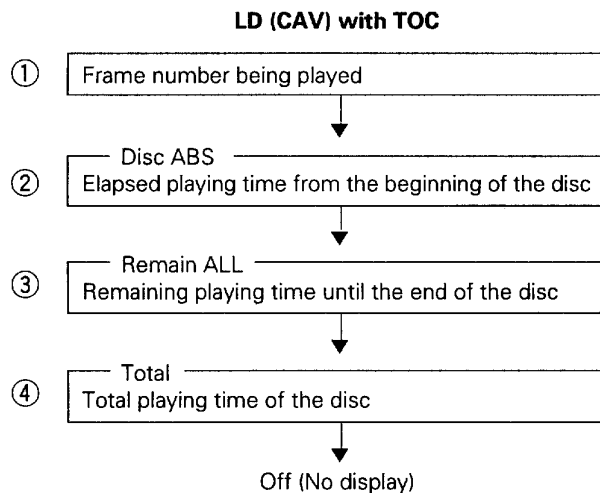 LD (CAV) with TOC
① Frame number being played
Disc ABS
② Elapsed playing time from the beginning of the disc
Remain ALL
③ Remaining playing time until the end of the disc
Total
④ Total playing time of the disc
Off (No display)